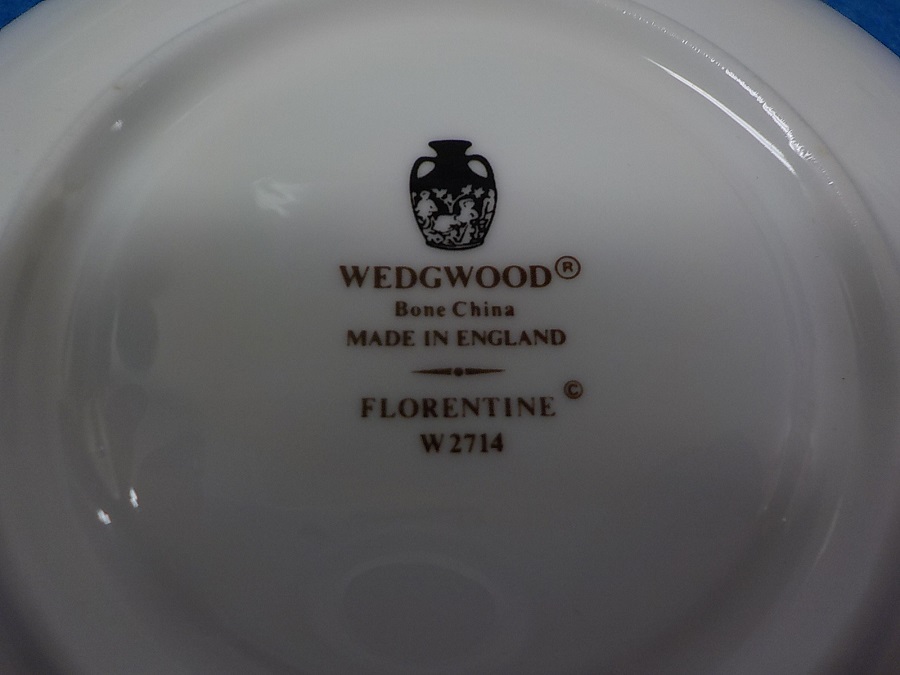 WEDGWOOD®
Bone China
MADE IN ENGLAND
FLORENTINE ©
W2714